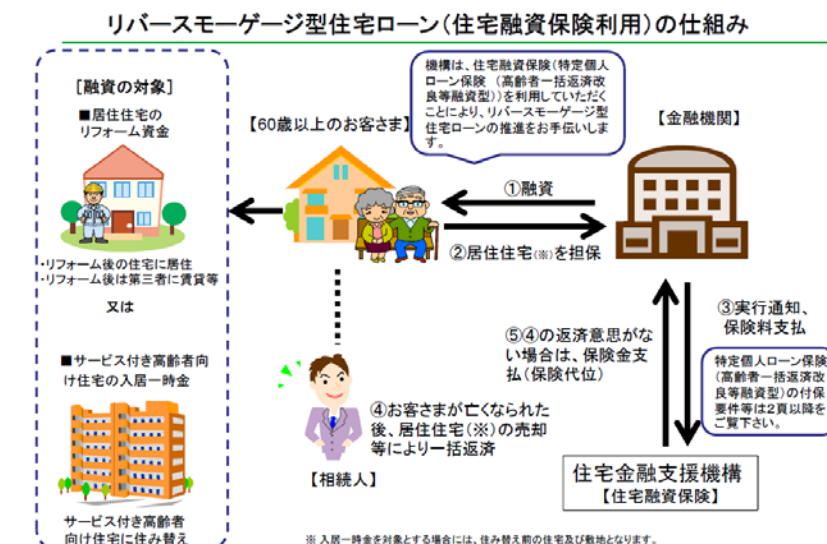 リバースモーゲージ型住宅ローン(住宅融資保険利用)の仕組み
[融資の対象]
■居住住宅の
リフォーム資金
・リフォーム後の住宅に居住
・リフォーム後は第三者に賃貸等
又は
■サービス付き高齢者向
け住宅の入居一時金
サービス付き高齢者
向け住宅に住み替え
【60歳以上のお客さま】
機構は、住宅融資保険(特定個人
ローン保険 (高齢者一括返済改
良等融資型))を利用していただく
ことにより、リバースモーゲージ型
住宅ローンの推進をお手伝いしま
す。
【金融機関】
①融資
②居住住宅(※)を担保
③実行通知、
保険料支払
⑤④の返済意思がな
い場合は、保険金支
払(保険代位)
特定個人ローン保険
(高齢者一括返済改
良等融資型)の付保
要件等は2頁以降を
ご覧下さい。
④お客さまが亡くなられた
後、居住住宅(※)の売却
等により一括返済
【相続人】
住宅金融支援機構
【住宅融資保険】
※ 入居一時金を対象とする場合には、住み替え前の住宅及び敷地となります。